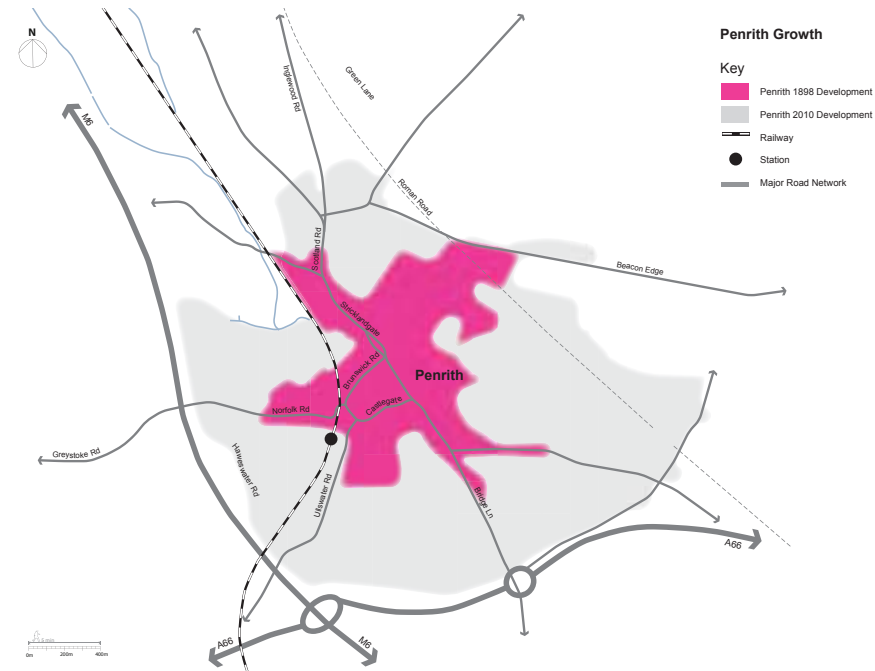 N
Penrith Growth
Key
Penrith 1898 Development
Penrith 2010 Development
Railway
Station
Major Road Network
M6
Inglewood Rd
Green Lane
Roman Road
Scotland Rd
Beacon Edge
Stricklandgate
Brunswick Rd
Penrith
Castlegate
Norfolk Rd
Greystoke Rd
Haweswater Rd
Ullswater Rd
Bridge Ln
A66
A66
M6
5 min
0m 200m 400m